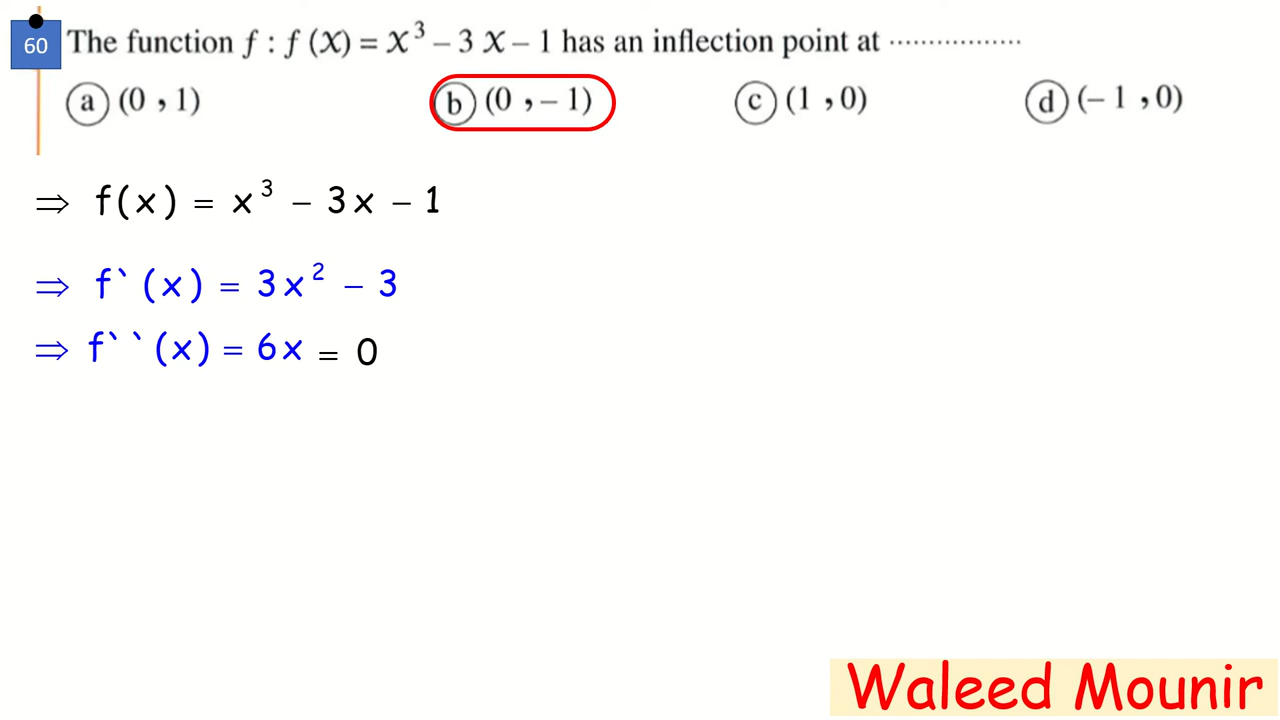 60 The function f : f (X) = X³ – 3 X – 1 has an inflection point at .................
a (0 , 1) b (0 , – 1) c (1 , 0) d (– 1 , 0)
⇒ f(x) = x³ – 3x – 1
⇒ f`(x) = 3x² – 3
⇒ f``(x) = 6x = 0
Waleed Mounir